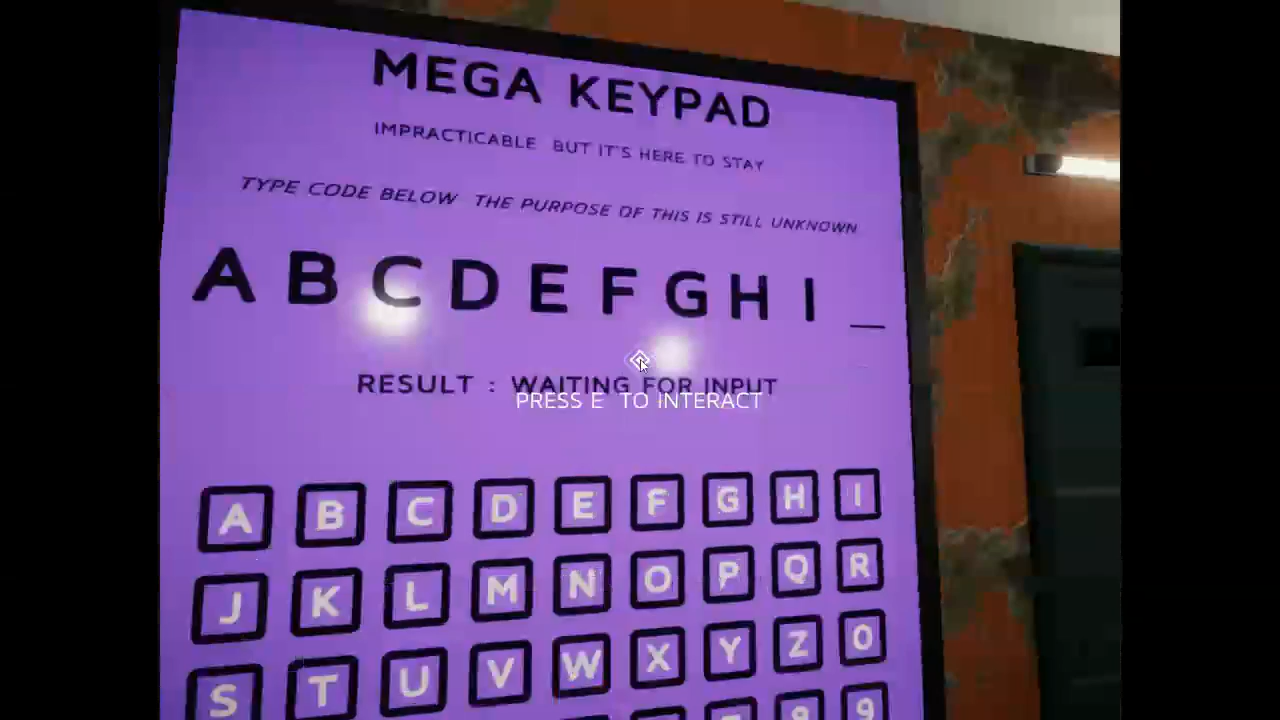 MEGA KEYPAD
IMPRACTICABLE BUT IT'S HERE TO STAY
TYPE CODE BELOW THE PURPOSE OF THIS IS STILL UNKNOWN
A B C D E F G H I _
RESULT : WAITING FOR INPUT
PRESS E TO INTERACT
A B C D E F G H I
J K L M N O P Q R
S T U V W X Y Z 0
9